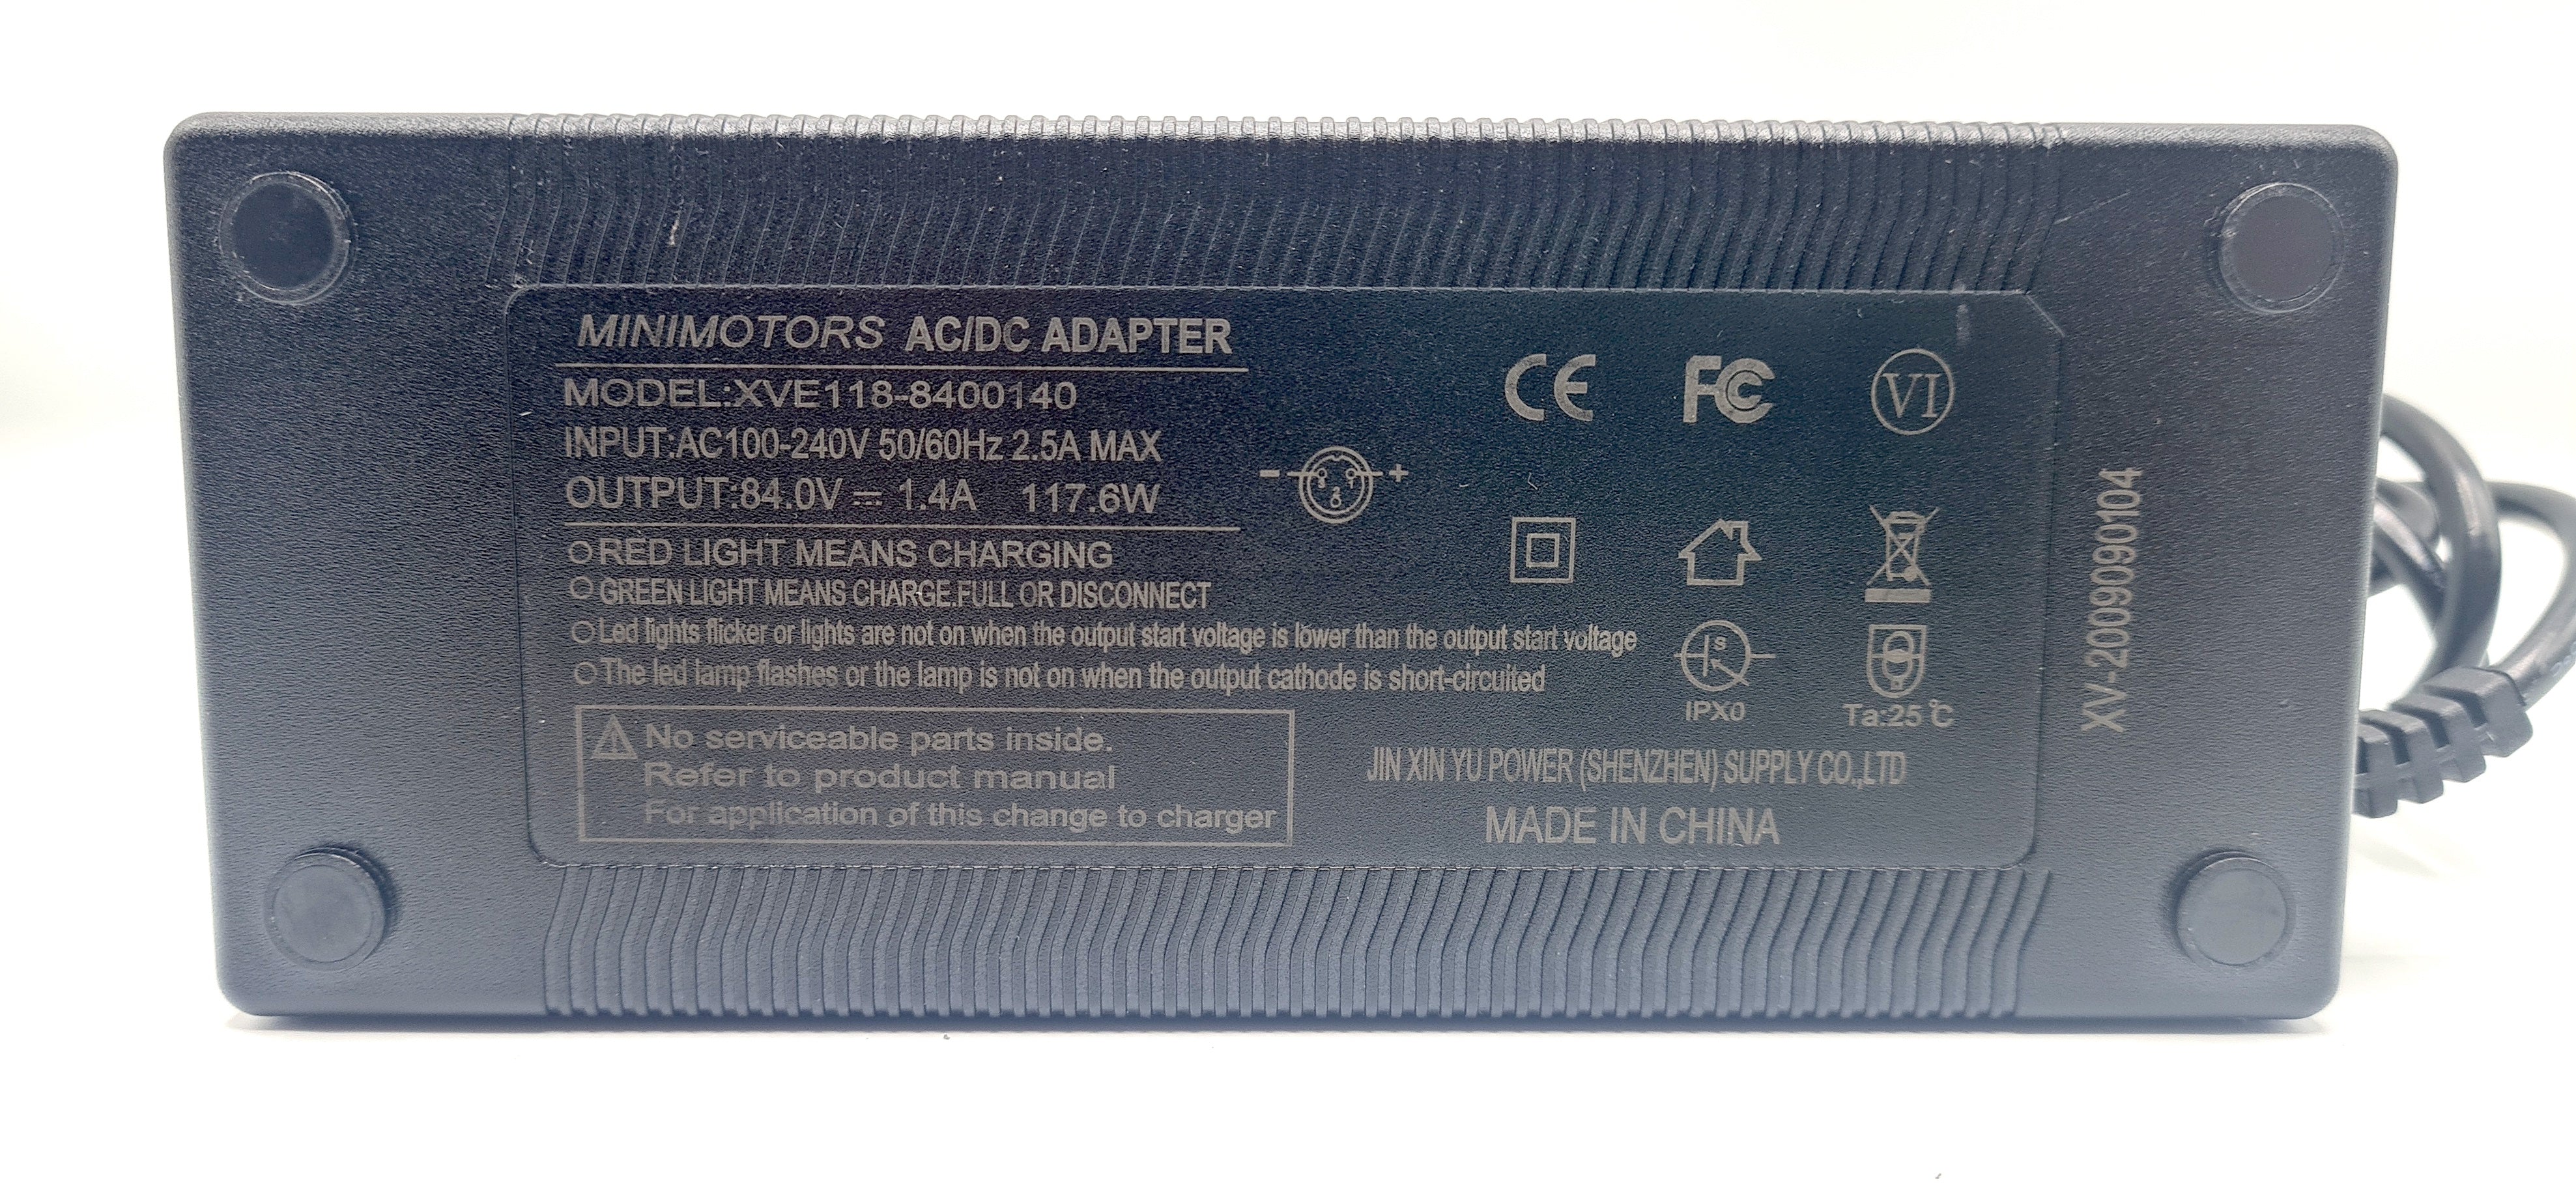 MINIMOTORS AC/DC ADAPTER
MODEL:XVE118-8400140
INPUT:AC100-240V 50/60Hz 2.5A MAX
OUTPUT:84.0V ⎓ 1.4A 117.6W
- +
○RED LIGHT MEANS CHARGING
○GREEN LIGHT MEANS CHARGE.FULL OR DISCONNECT
○Led lights flicker or lights are not on when the output start voltage is lower than the output start voltage
○The led lamp flashes or the lamp is not on when the output cathode is short-circuited
No serviceable parts inside.
Refer to product manual
For application of this change to charger
CE FC VI
S
IPX0
Ta:25℃
JIN XIN YU POWER (SHENZHEN) SUPPLY CO.,LTD
MADE IN CHINA
XV-2009090104